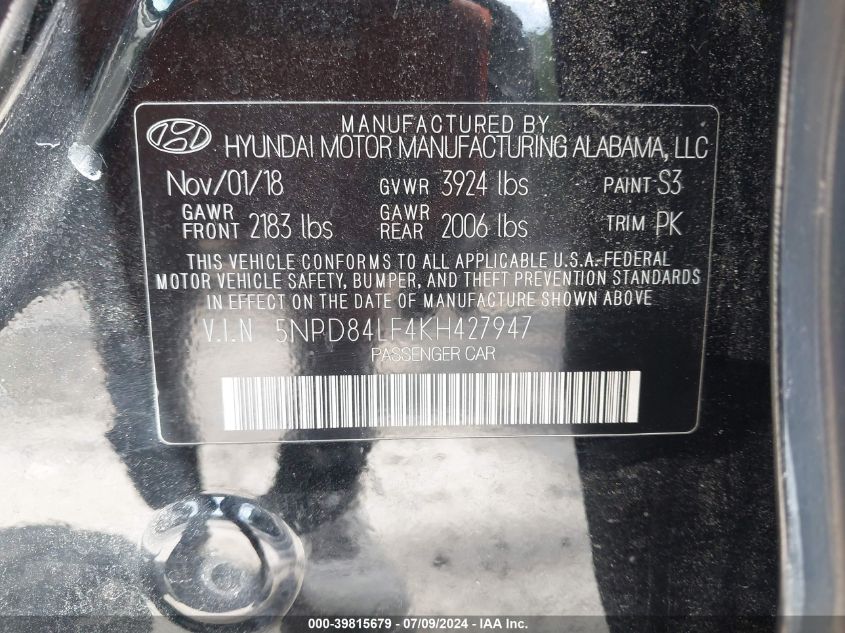 MANUFACTURED BY
HYUNDAI MOTOR MANUFACTURING ALABAMA, LLC
Nov/01/18 GVWR 3924 lbs PAINT S3
GAWR FRONT 2183 lbs GAWR REAR 2006 lbs TRIM PK
THIS VEHICLE CONFORMS TO ALL APPLICABLE U.S.A. FEDERAL
MOTOR VEHICLE SAFETY, BUMPER, AND THEFT PREVENTION STANDARDS
IN EFFECT ON THE DATE OF MANUFACTURE SHOWN ABOVE
V.I.N 5NPD84LF4KH427947
PASSENGER CAR
000-39815679 / 07/09/2024 - IAA Inc.